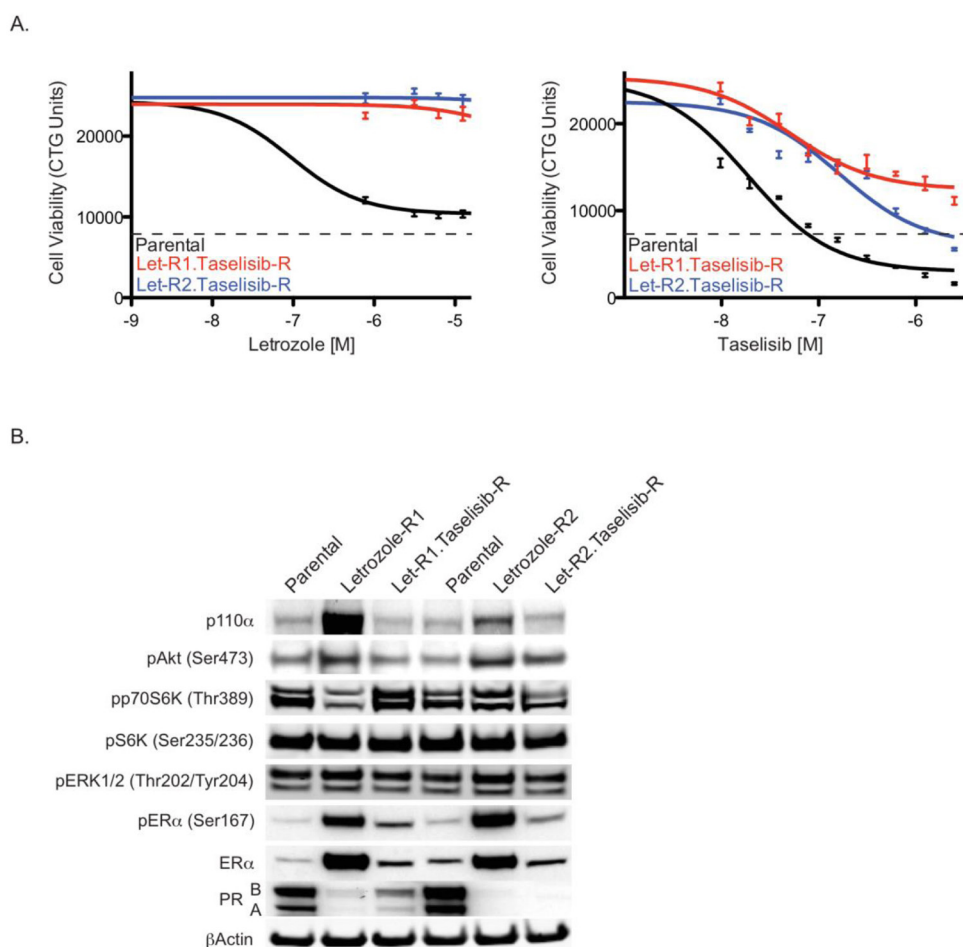 A.
Cell Viability (CTG Units)
20000
10000
0
Parental
Let-R1.Taselisib-R
Let-R2.Taselisib-R
-9
-8
-7
-6
-5
Letrozole [M]
Cell Viability (CTG Units)
20000
10000
0
Parental
Let-R1.Taselisib-R
Let-R2.Taselisib-R
-8
-7
-6
Taselisib [M]
B.
Parental
Letrozole-R1
Let-R1.Taselisib-R
Parental
Letrozole-R2
Let-R2.Taselisib-R
p110α
pAkt (Ser473)
pp70S6K (Thr389)
pS6K (Ser235/236)
pERK1/2 (Thr202/Tyr204)
pERα (Ser167)
ERα
PR B
A
βActin